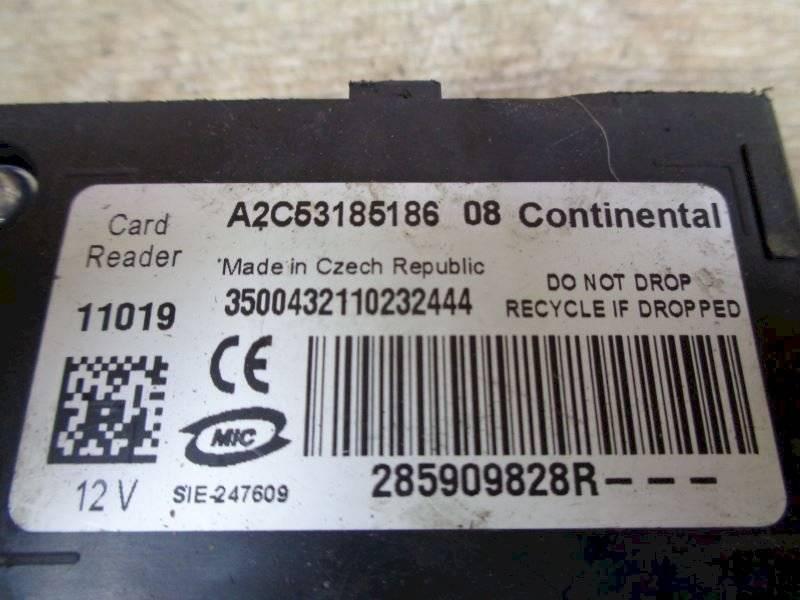 Card Reader
A2C53185186 08 Continental
Made in Czech Republic
11019
3500432110232444
DO NOT DROP
RECYCLE IF DROPPED
CE
MIC
12 V
SIE-247609
285909828R---